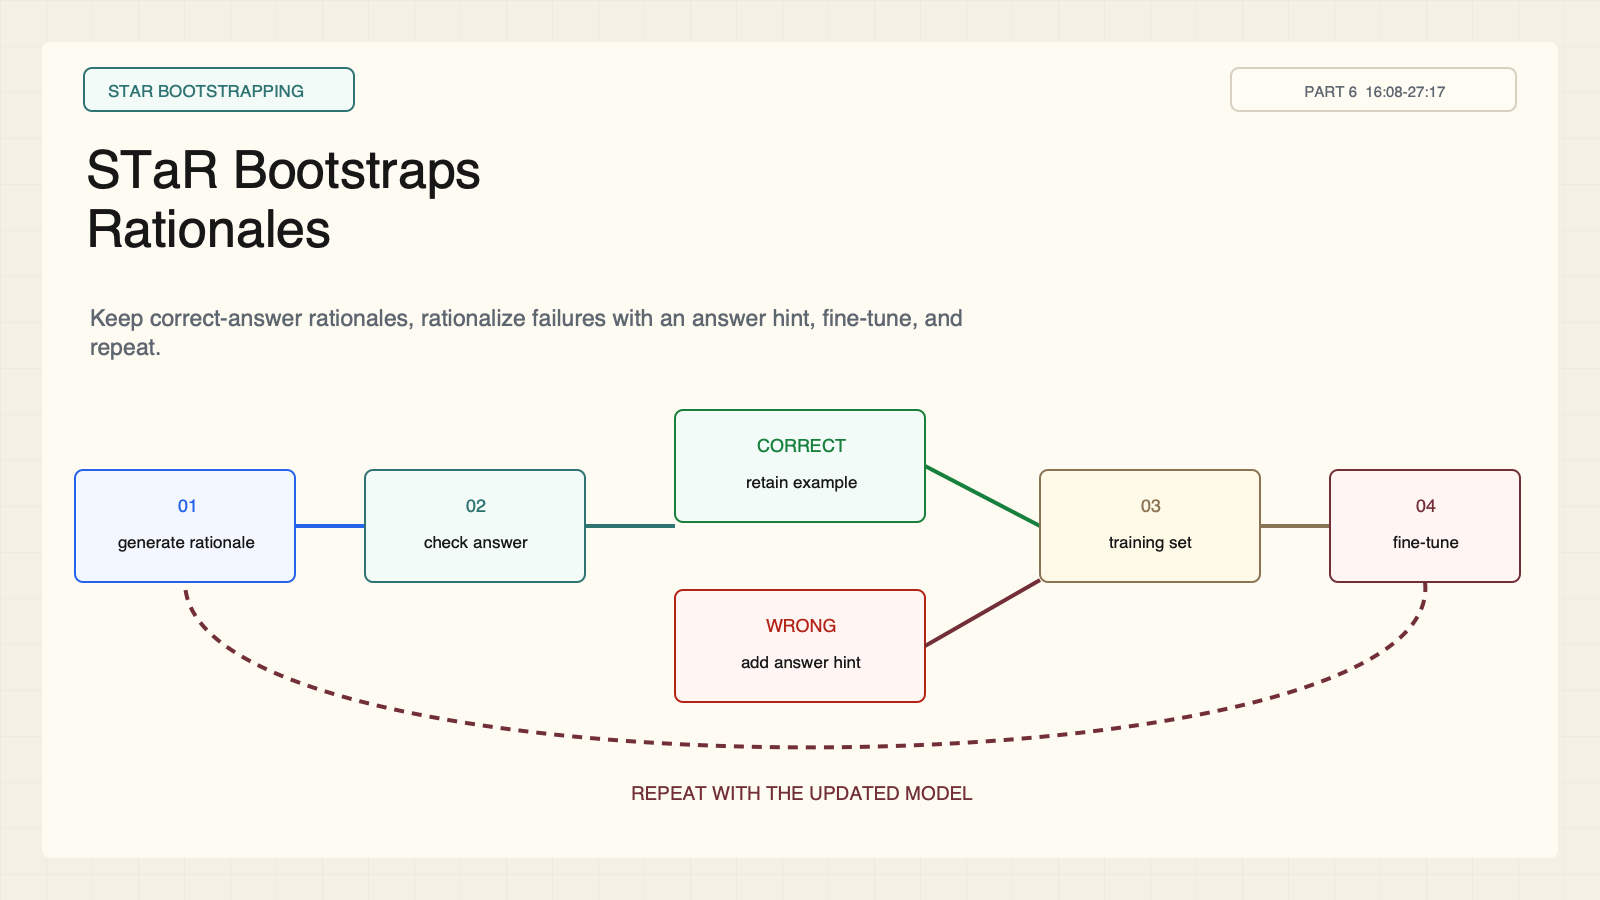 STAR BOOTSTRAPPING
PART 6 16:08-27:17
STaR Bootstraps
Rationales
Keep correct-answer rationales, rationalize failures with an answer hint, fine-tune, and
repeat.
01
generate rationale
02
check answer
CORRECT
retain example
WRONG
add answer hint
03
training set
04
fine-tune
REPEAT WITH THE UPDATED MODEL